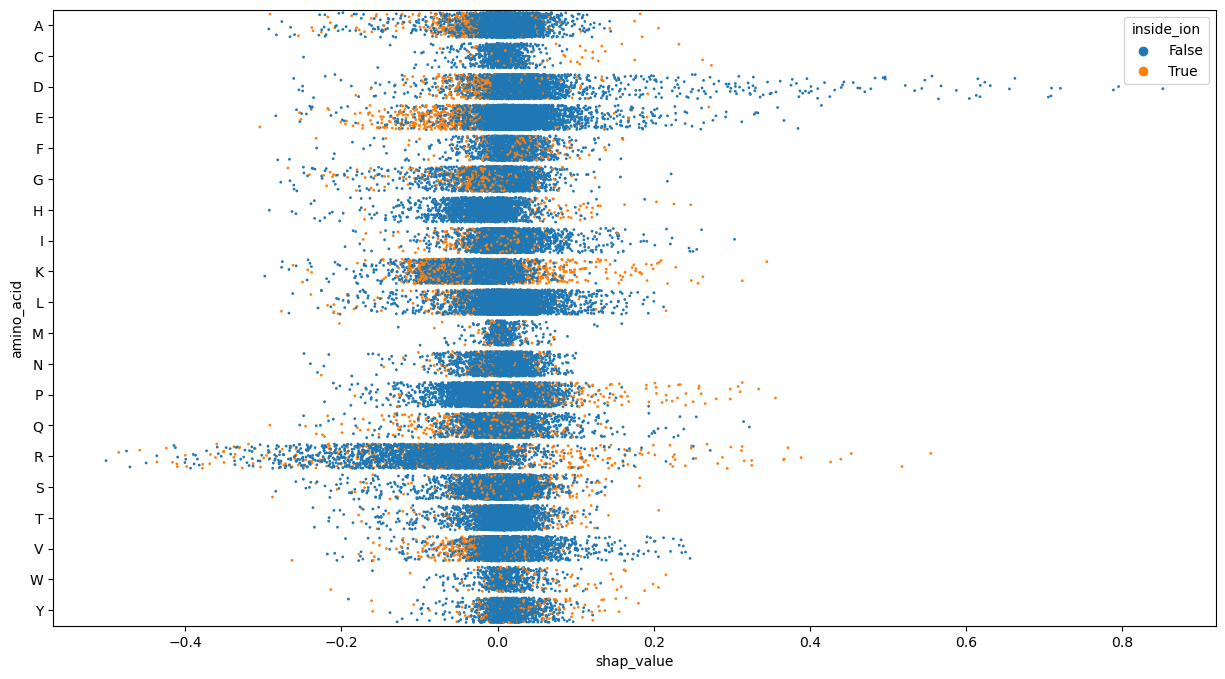 inside_ion
False
True
amino_acid
A
C
D
E
F
G
H
I
K
L
M
N
P
Q
R
S
T
V
W
Y
−0.4 −0.2 0.0 0.2 0.4 0.6 0.8
shap_value